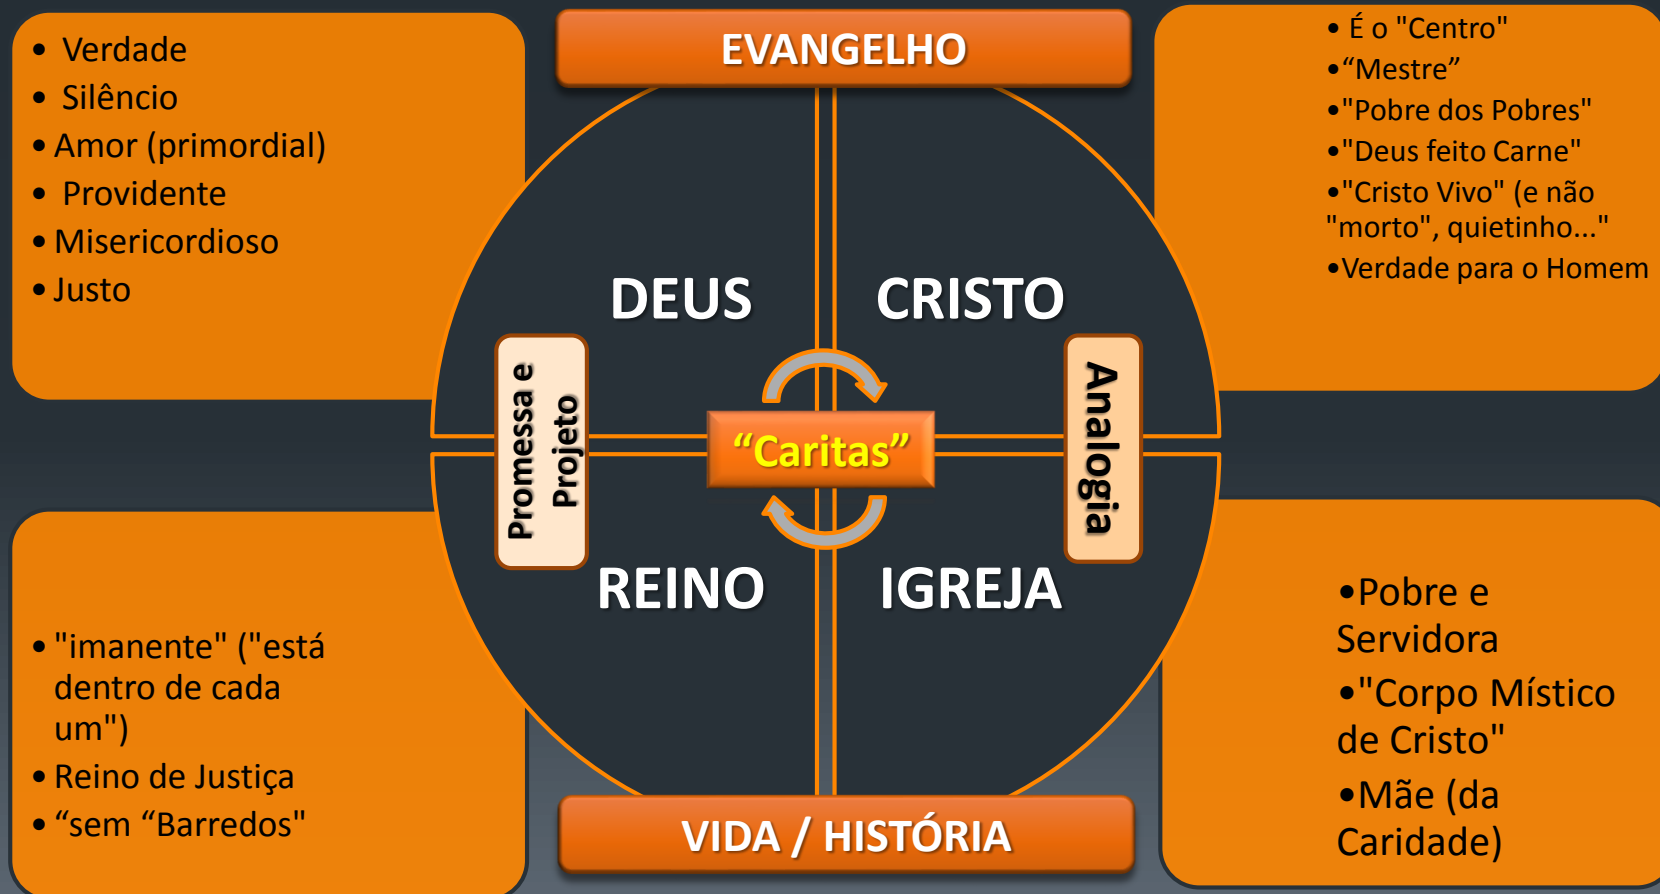 EVANGELHO
• Verdade
• Silêncio
• Amor (primordial)
• Providente
• Misericordioso
• Justo
• É o "Centro"
•“Mestre”
•"Pobre dos Pobres"
•"Deus feito Carne"
•"Cristo Vivo" (e não
"morto", quietinho..."
•Verdade para o Homem
DEUS
CRISTO
Promessa e
Projeto
“Caritas”
Analogia
REINO
IGREJA
• "imanente" ("está
dentro de cada
um")
• Reino de Justiça
• “sem “Barredos"
•Pobre e
Servidora
•"Corpo Místico
de Cristo"
•Mãe (da
Caridade)
VIDA / HISTÓRIA